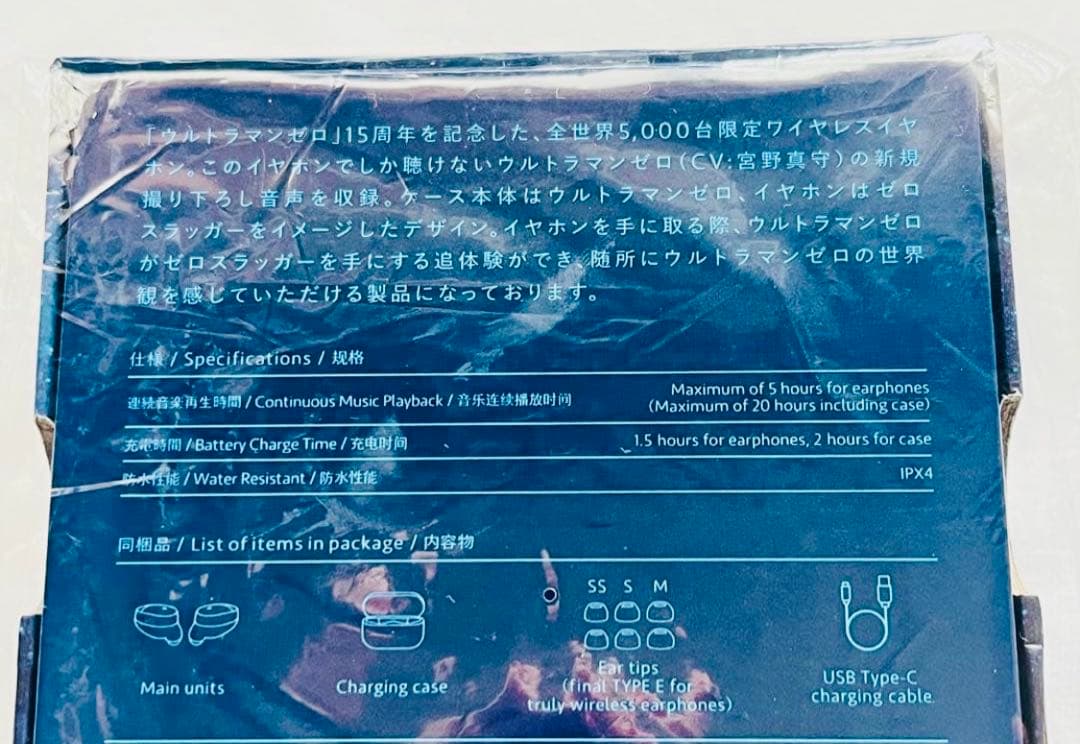 「ウルトラマンゼロ」15周年を記念した、全世界5,000台限定ワイヤレスイヤ
ホン。このイヤホンでしか聴けないウルトラマンゼロ(CV:宮野真守)の新規
撮り下ろし音声を収録。ケース本体はウルトラマンゼロ、イヤホンはゼロ
スラッガーをイメージしたデザイン。イヤホンを手に取る際、ウルトラマンゼロ
がゼロスラッガーを手にする追体験ができ、随所にウルトラマンゼロの世界
観を感じていただける製品になっております。
仕様 / Specifications / 规格
連続音楽再生時間 / Continuous Music Playback / 音乐连续播放时间 Maximum of 5 hours for earphones
(Maximum of 20 hours including case)
充電時間 / Battery Charge Time / 充电时间 1.5 hours for earphones, 2 hours for case
防水性能 / Water Resistant / 防水性能 IPX4
同梱品 / List of items in package / 内容物
SS S M
Main units
Charging case
Ear tips
(final TYPE E for
truly wireless earphones)
USB Type-C
charging cable